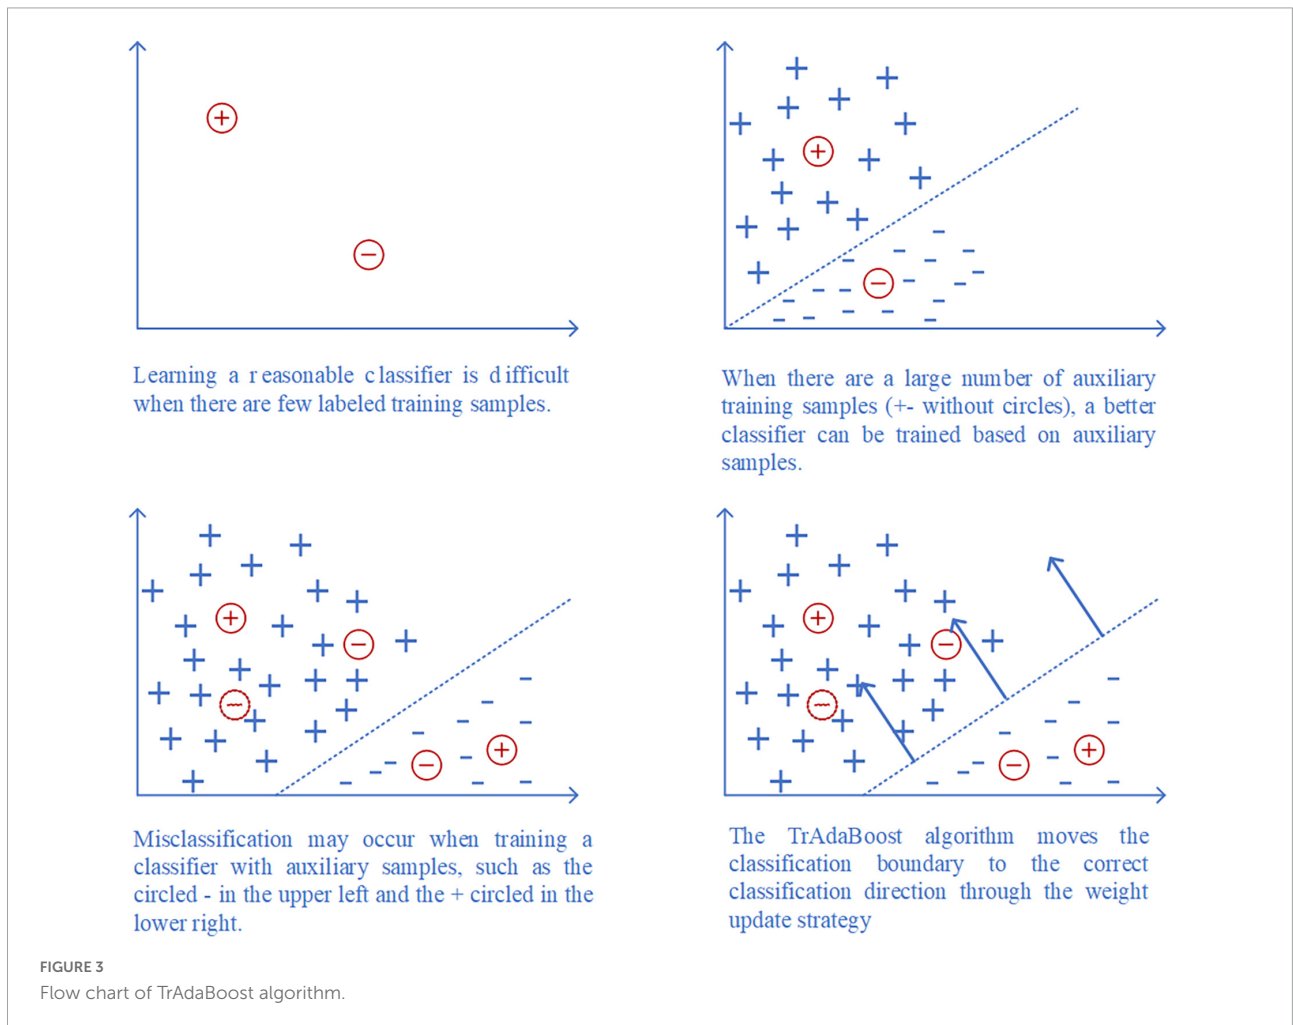 Learning a r easonable c lassifier is d ifficult
when there are few labeled training samples.
When there are a large number of auxiliary
training samples (+- without circles), a better
classifier can be trained based on auxiliary
samples.
Misclassification may occur when training a
classifier with auxiliary samples, such as the
circled - in the upper left and the + circled in the
lower right.
The TrAdaBoost algorithm moves the
classification boundary to the correct
classification direction through the weight
update strategy
FIGURE 3
Flow chart of TrAdaBoost algorithm.